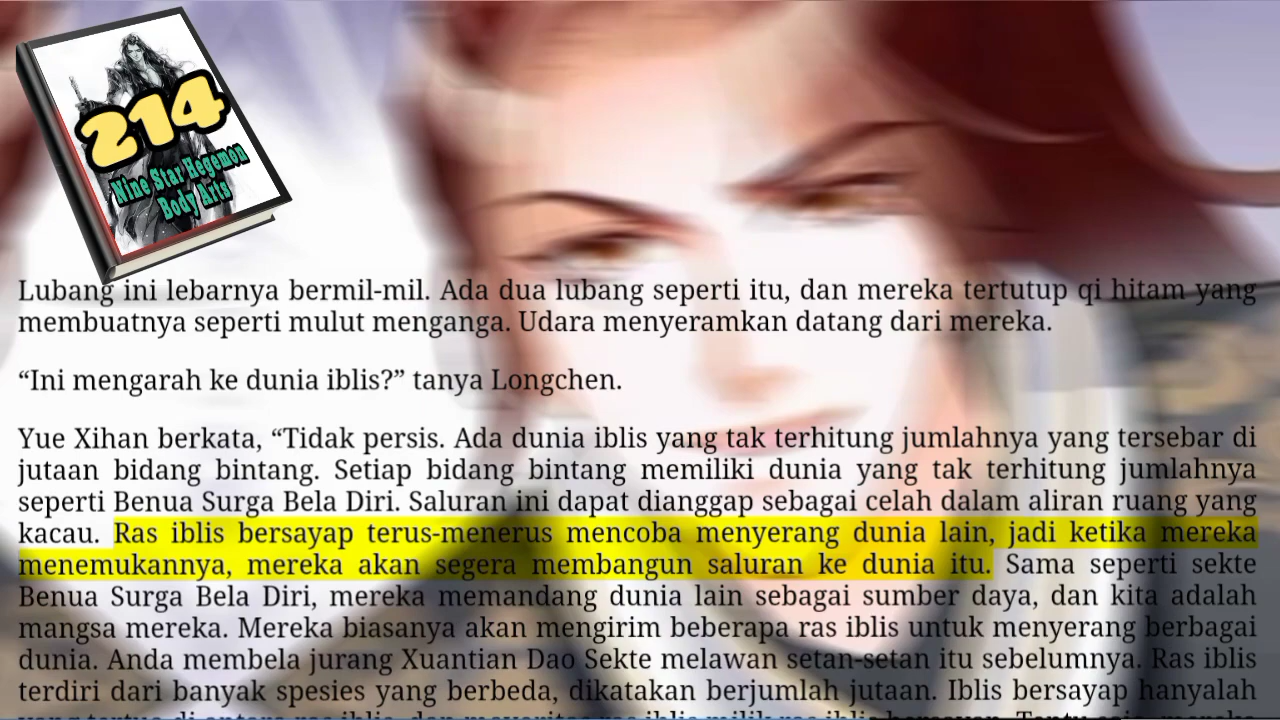 214
Nine Star Hegemon
Body Arts
Lubang ini lebarnya bermil-mil. Ada dua lubang seperti itu, dan mereka tertutup qi hitam yang
membuatnya seperti mulut menganga. Udara menyeramkan datang dari mereka.
“Ini mengarah ke dunia iblis?” tanya Longchen.
Yue Xihan berkata, “Tidak persis. Ada dunia iblis yang tak terhitung jumlahnya yang tersebar di
jutaan bidang bintang. Setiap bidang bintang memiliki dunia yang tak terhitung jumlahnya
seperti Benua Surga Bela Diri. Saluran ini dapat dianggap sebagai celah dalam aliran ruang yang
kacau. Ras iblis bersayap terus-menerus mencoba menyerang dunia lain, jadi ketika mereka
menemukannya, mereka akan segera membangun saluran ke dunia itu. Sama seperti sekte
Benua Surga Bela Diri, mereka memandang dunia lain sebagai sumber daya, dan kita adalah
mangsa mereka. Mereka biasanya akan mengirim beberapa ras iblis untuk menyerang berbagai
dunia. Anda membela jurang Xuantian Dao Sekte melawan setan-setan itu sebelumnya. Ras iblis
terdiri dari banyak spesies yang berbeda, dikatakan berjumlah jutaan. Iblis bersayap hanyalah